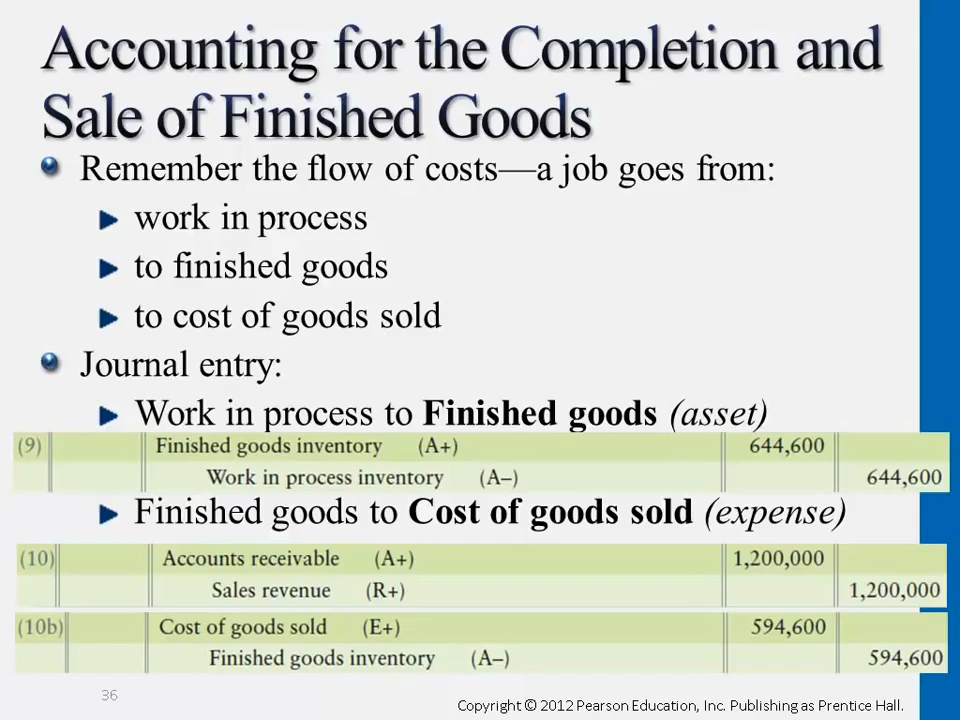 Accounting for the Completion and
Sale of Finished Goods
Remember the flow of costs—a job goes from:
work in process
to finished goods
to cost of goods sold
Journal entry:
Work in process to Finished goods (asset)
(9) Finished goods inventory (A+) 644,600
Work in process inventory (A–) 644,600
Finished goods to Cost of goods sold (expense)
(10) Accounts receivable (A+) 1,200,000
Sales revenue (R+) 1,200,000
(10b) Cost of goods sold (E+) 594,600
Finished goods inventory (A–) 594,600
36
Copyright © 2012 Pearson Education, Inc. Publishing as Prentice Hall.